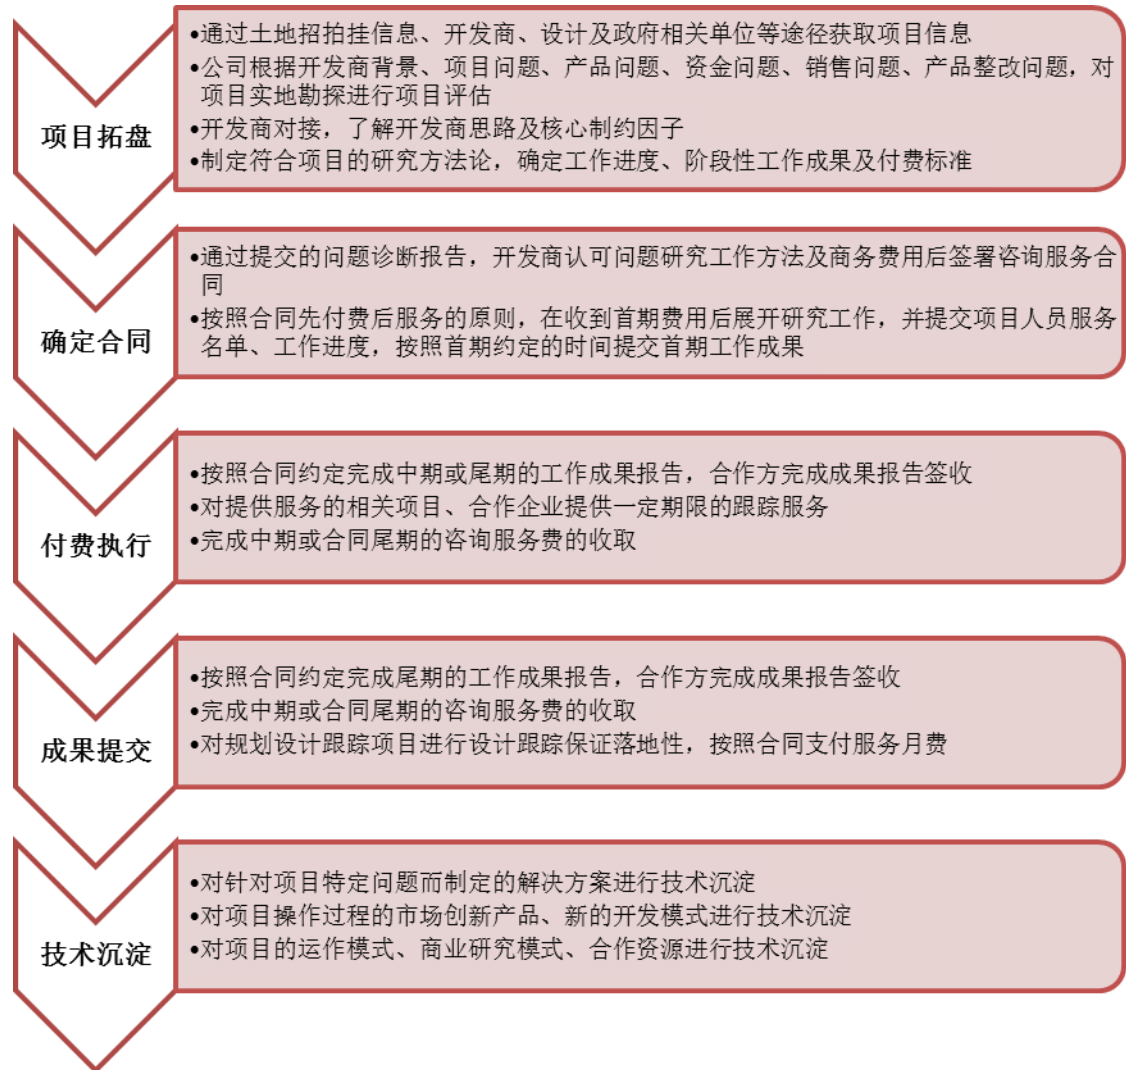 项目拓盘
•通过土地招拍挂信息、开发商、设计及政府相关单位等途径获取项目信息
•公司根据开发商背景、项目问题、产品问题、资金问题、销售问题、产品整改问题，对
项目实地勘探进行项目评估
•开发商对接，了解开发商思路及核心制约因子
•制定符合项目的研究方法论，确定工作进度、阶段性工作成果及付费标准
确定合同
•通过提交的问题诊断报告，开发商认可问题研究工作方法及商务费用后签署咨询服务合
同
•按照合同先付费后服务的原则，在收到首期费用后展开研究工作，并提交项目人员服务
名单、工作进度，按照首期约定的时间提交首期工作成果
付费执行
•按照合同约定完成中期或尾期的工作成果报告，合作方完成成果报告签收
•对提供服务的相关项目、合作企业提供一定期限的跟踪服务
•完成中期或合同尾期的咨询服务费的收取
成果提交
•按照合同约定完成尾期的工作成果报告，合作方完成成果报告签收
•完成中期或合同尾期的咨询服务费的收取
•对规划设计跟踪项目进行设计跟踪保证落地性，按照合同支付服务月费
技术沉淀
•对针对项目特定问题而制定的解决方案进行技术沉淀
•对项目操作过程的市场创新产品、新的开发模式进行技术沉淀
•对项目的运作模式、商业研究模式、合作资源进行技术沉淀